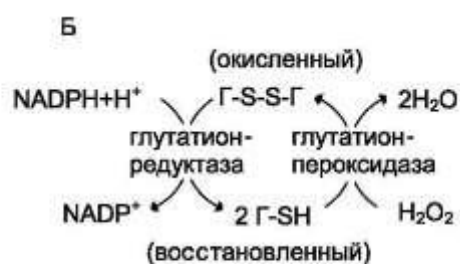 Б
(окисленный)
NADPH+H⁺ Г-S-S-Г 2H₂O
глутатион-редуктаза глутатион-пероксидаза
NADP⁺ 2 Г-SH H₂O₂
(восстановленный)